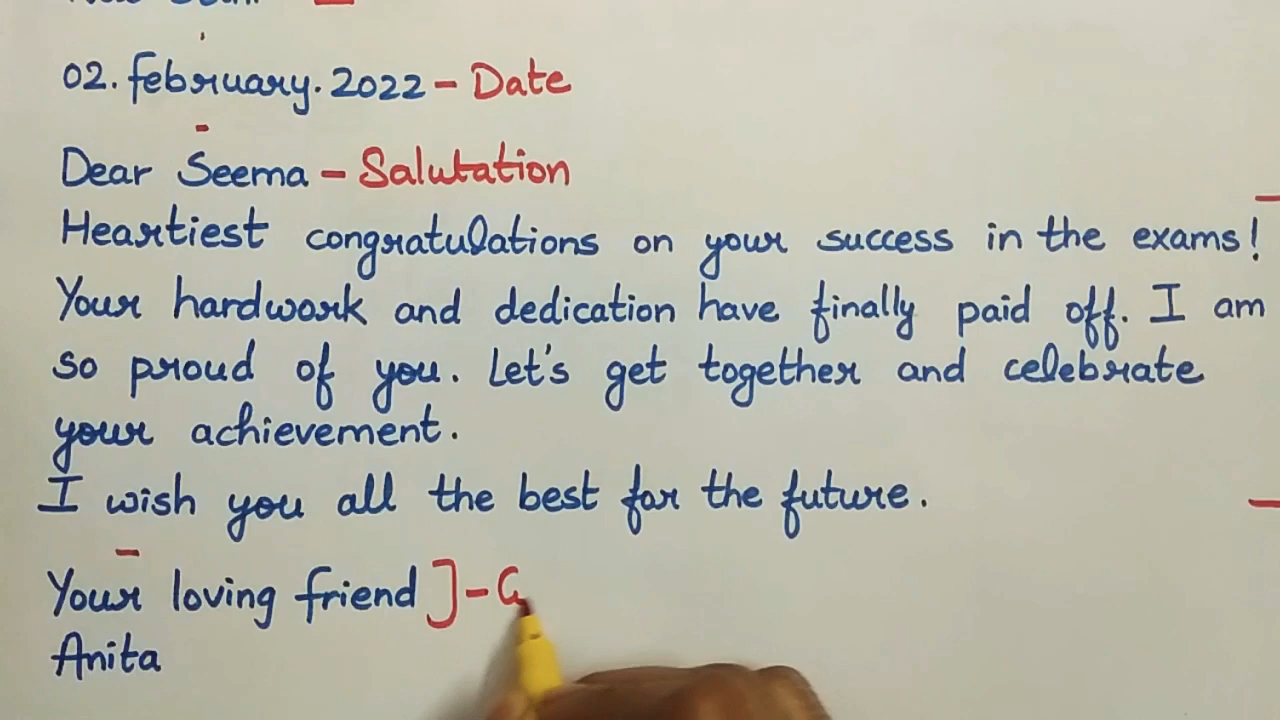 02. February. 2022 - Date
Dear Seema - Salutation
Heartiest congratulations on your success in the exams!
Your hardwork and dedication have finally paid off. I am
so proud of you. Let's get together and celebrate
your achievement.
I wish you all the best for the future.
Your loving friend ] -
Anita